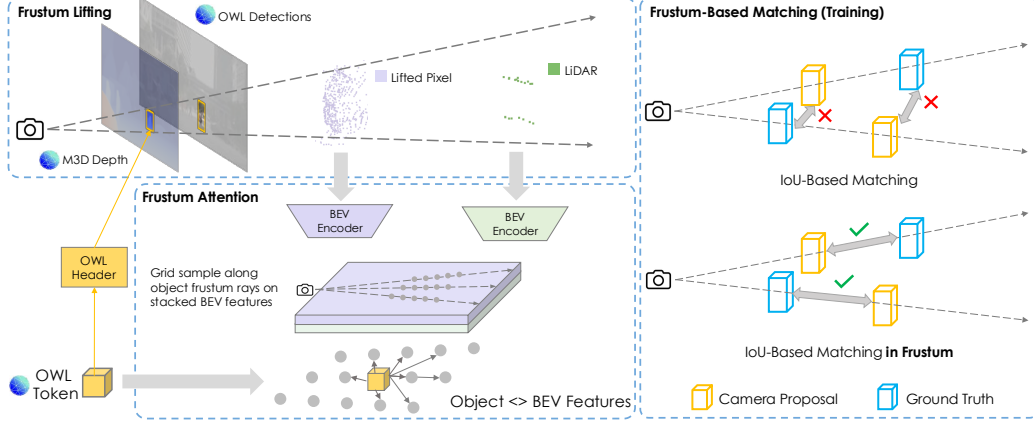 Frustum Lifting
OWL Detections
Lifted Pixel
LiDAR
M3D Depth
Frustum Attention
BEV
Encoder
BEV
Encoder
OWL
Header
Grid sample along
object frustum rays on
stacked BEV features
OWL
Token
Object <> BEV Features
Frustum-Based Matching (Training)
IoU-Based Matching
IoU-Based Matching in Frustum
Camera Proposal
Ground Truth